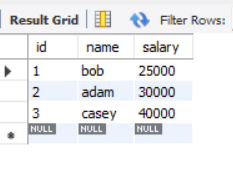 Result Grid Filter Rows:
id name salary
1 bob 25000
2 adam 30000
3 casey 40000
NULL NULL NULL